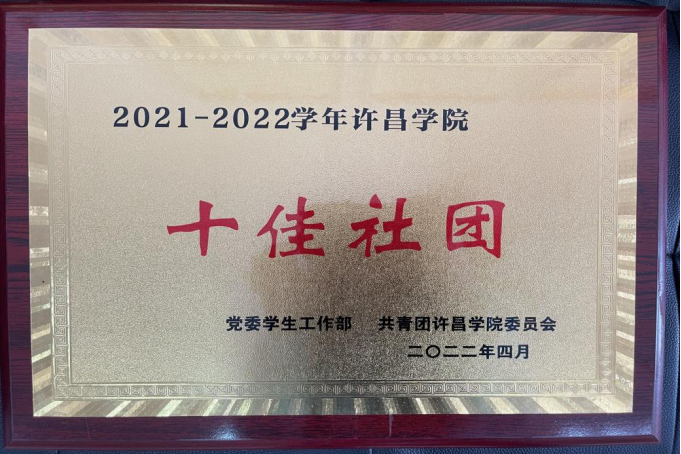 2021-2022学年许昌学院
十佳社团
党委学生工作部 共青团许昌学院委员会
二〇二二年四月